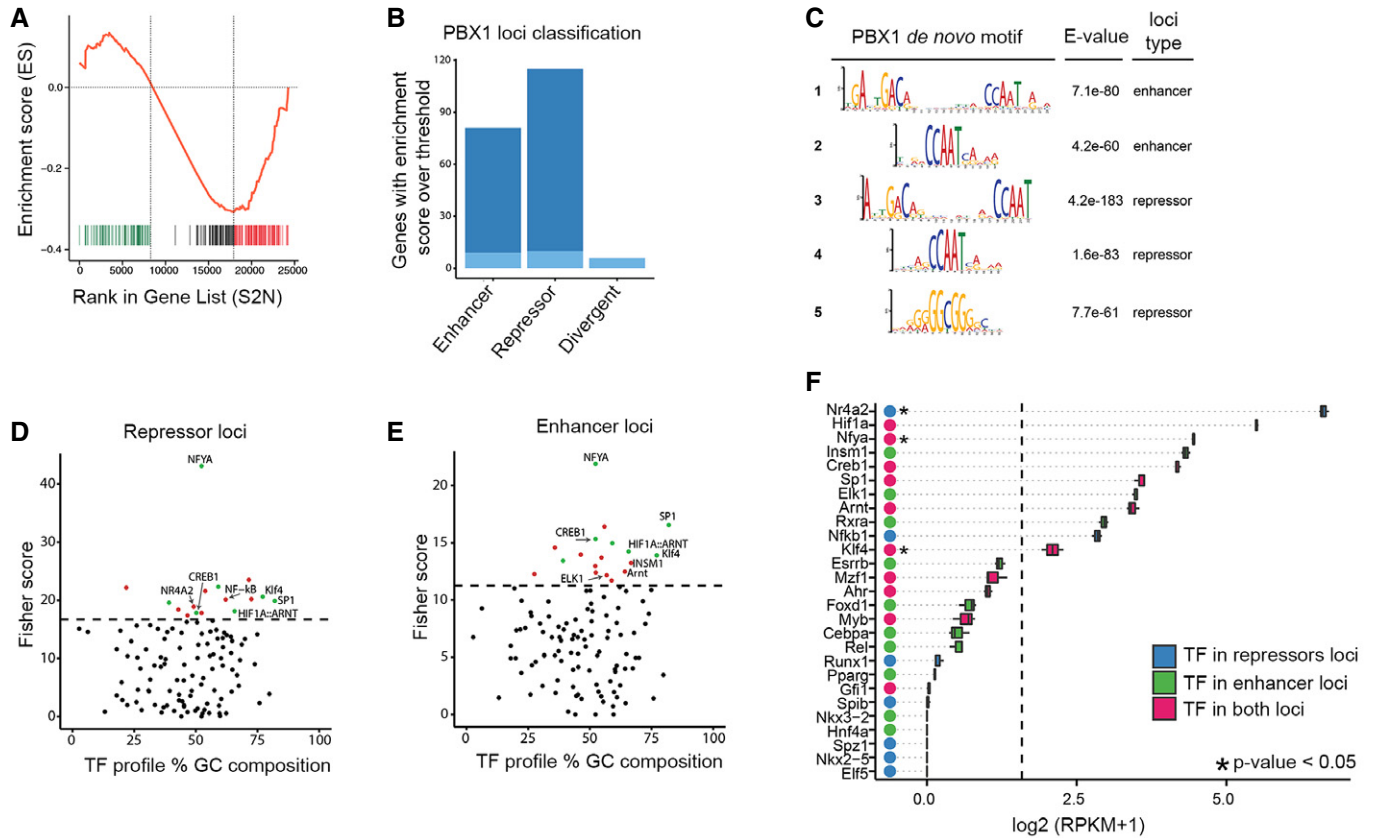 A
Enrichment score (ES)
0.0
−0.2
−0.4
0 5000 10000 15000 20000 25000
Rank in Gene List (S2N)
B
PBX1 loci classification
Genes with enrichment
score over threshold
120
90
60
30
0
Enhancer
Repressor
Divergent
C
PBX1 de novo motif E-value loci type
1 7.1e-80 enhancer
2 4.2e-60 enhancer
3 4.2e-183 repressor
4 1.6e-83 repressor
5 7.7e-61 repressor
D
Repressor loci
Fisher score
40
30
20
10
0
NFYA
CREB1
NR4A2
NF-kB
Klf4
SP1
HIF1A::ARNT
0 25 50 75 100
TF profile % GC composition
E
Enhancer loci
Fisher score
20
15
10
5
0
NFYA
SP1
CREB1
HIF1A::ARNT
Klf4
INSM1
Arnt
ELK1
0 25 50 75 100
TF profile % GC composition
F
Nr4a2 *
Hif1a
Nfya *
Insm1
Creb1
Sp1
Elk1
Arnt
Rxra
Nfkb1
Klf4 *
Esrrb
Mzf1
Ahr
Foxd1
Myb
Cebpa
Rel
Runx1
Pparg
Gfi1
Spib
Nkx3−2
Hnf4a
Spz1
Nkx2−5
Elf5
TF in repressors loci
TF in enhancer loci
TF in both loci
* p-value < 0.05
0.0 2.5 5.0
log2 (RPKM+1)